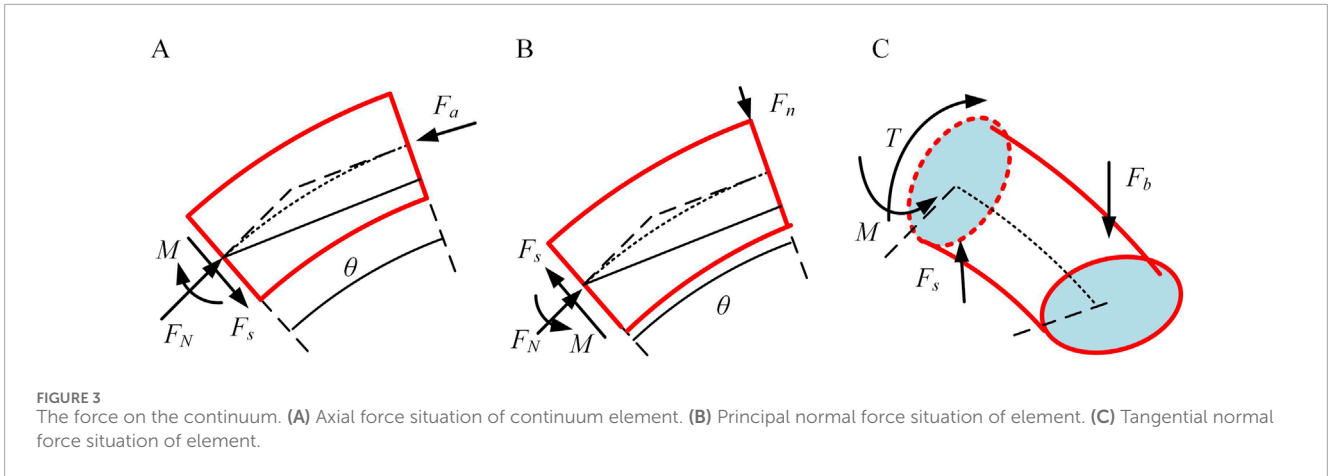 A
B
C
F_a
F_n
T
F_b
M
θ
F_N
F_s
F_s
θ
F_N
M
M
F_s
FIGURE 3
The force on the continuum. (A) Axial force situation of continuum element. (B) Principal normal force situation of element. (C) Tangential normal
force situation of element.